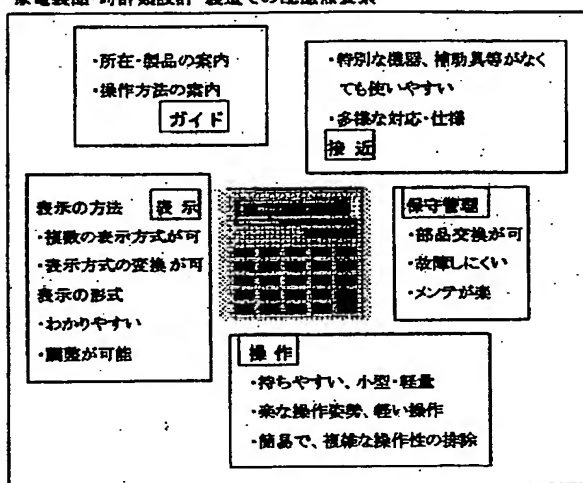 ・所在・製品の案内
・操作方法の案内
ガイド
・特別な機器、補助具等がなく
ても使いやすい
・多様な対応・仕様
接近
表示の方法 表示
・複数の表示方式が可
・表示方式の変換が可
表示の形式
・わかりやすい
・調整が可能
保守管理
・部品交換が可
・故障しにくい
・メンテが楽
操作
・持ちやすい、小型・軽量
・楽な操作姿勢、軽い操作
・簡易で、複雑な操作性の排除